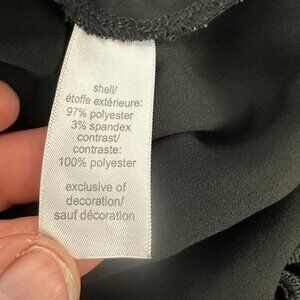 shell/
étoffe extérieure:
97% polyester
3% spandex
contrast/
contraste:
100% polyester
exclusive of
decoration/
sauf décoration